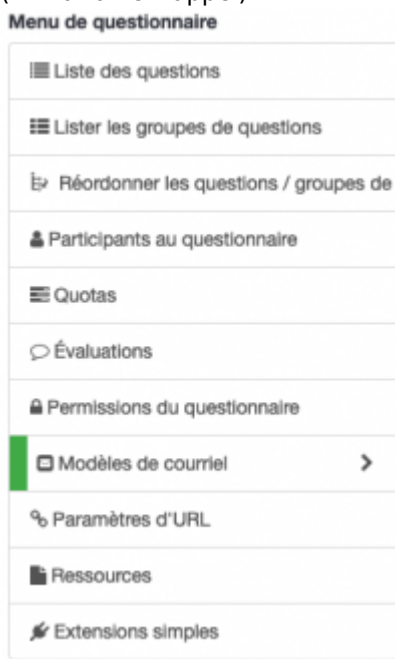 Menu de questionnaire
Liste des questions
Lister les groupes de questions
Réordonner les questions / groupes de
Participants au questionnaire
Quotas
Évaluations
Permissions du questionnaire
Modèles de courriel
Paramètres d'URL
Ressources
Extensions simples